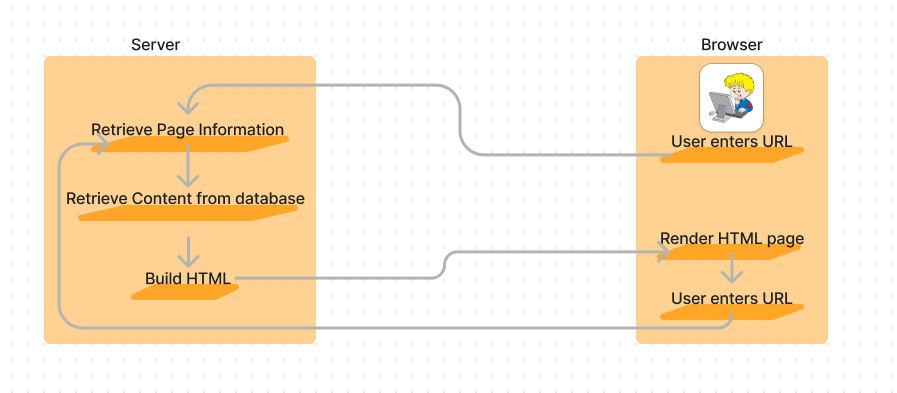 Server
Retrieve Page Information
Retrieve Content from database
Build HTML
Browser
User enters URL
Render HTML page
User enters URL